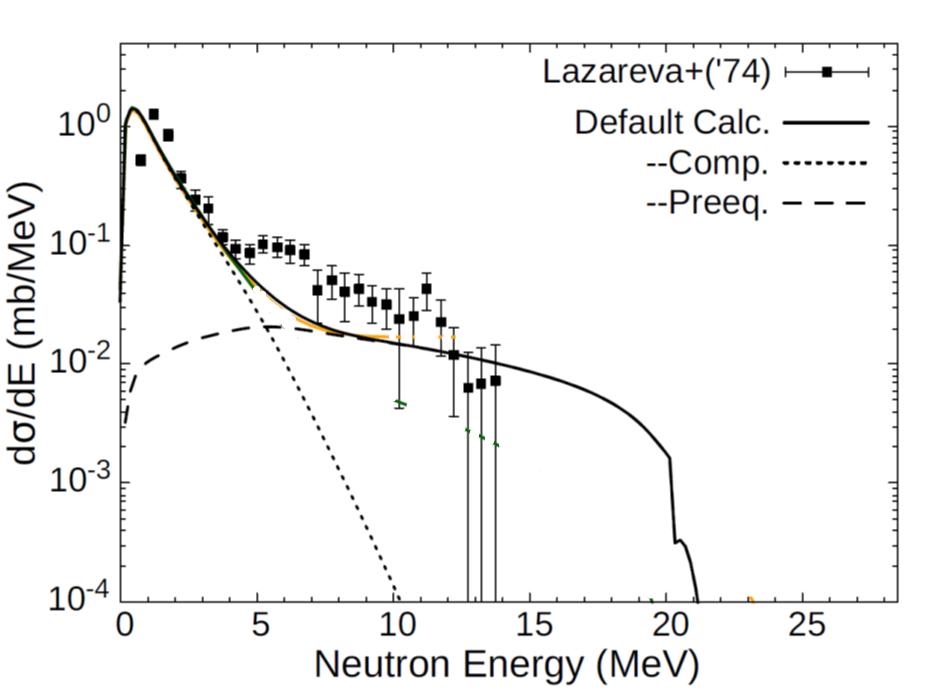 Lazareva+('74)
Default Calc.
--Comp.
--Preeq.
dσ/dE (mb/MeV)
10^0
10^-1
10^-2
10^-3
10^-4
0 5 10 15 20 25
Neutron Energy (MeV)